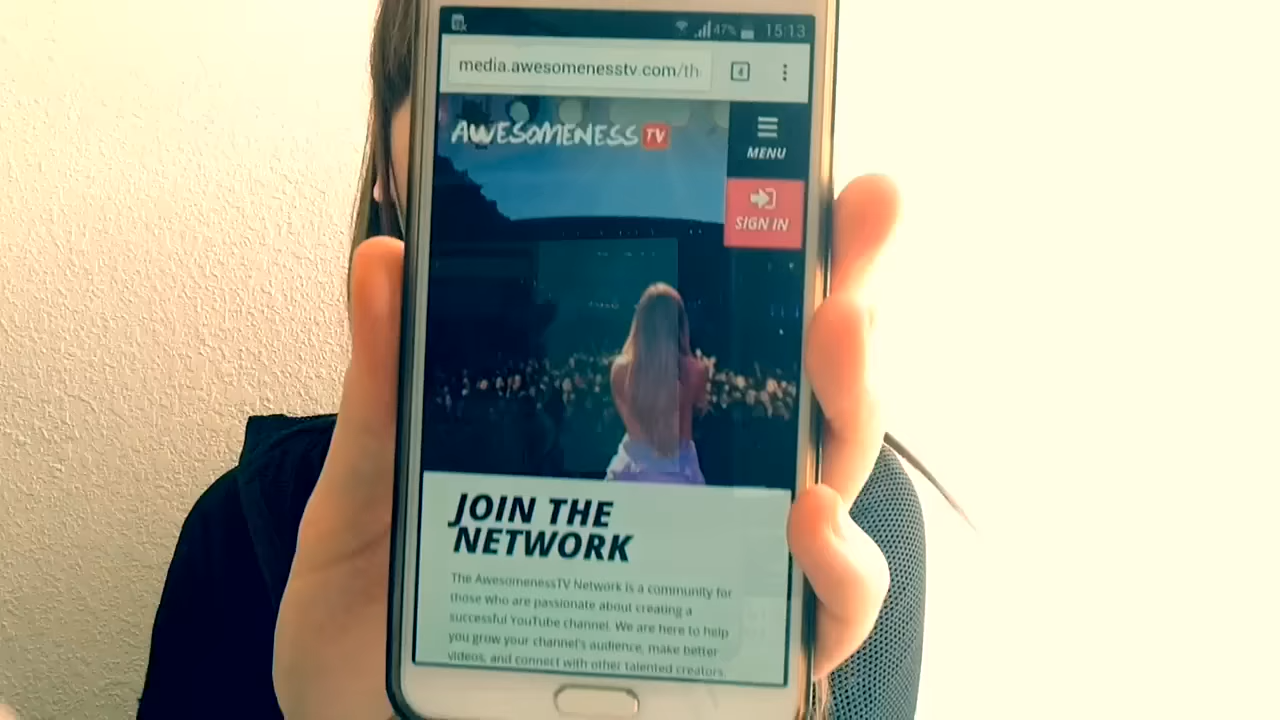 47% 15:13
media.awesomenesstv.com/th
4
AWESOMENESS TV
MENU
SIGN IN
JOIN THE
NETWORK
The AwesomenessTV Network is a community for
those who are passionate about creating a
successful YouTube channel. We are here to help
you grow your channel's audience, make better
videos, and connect with other talented creators.